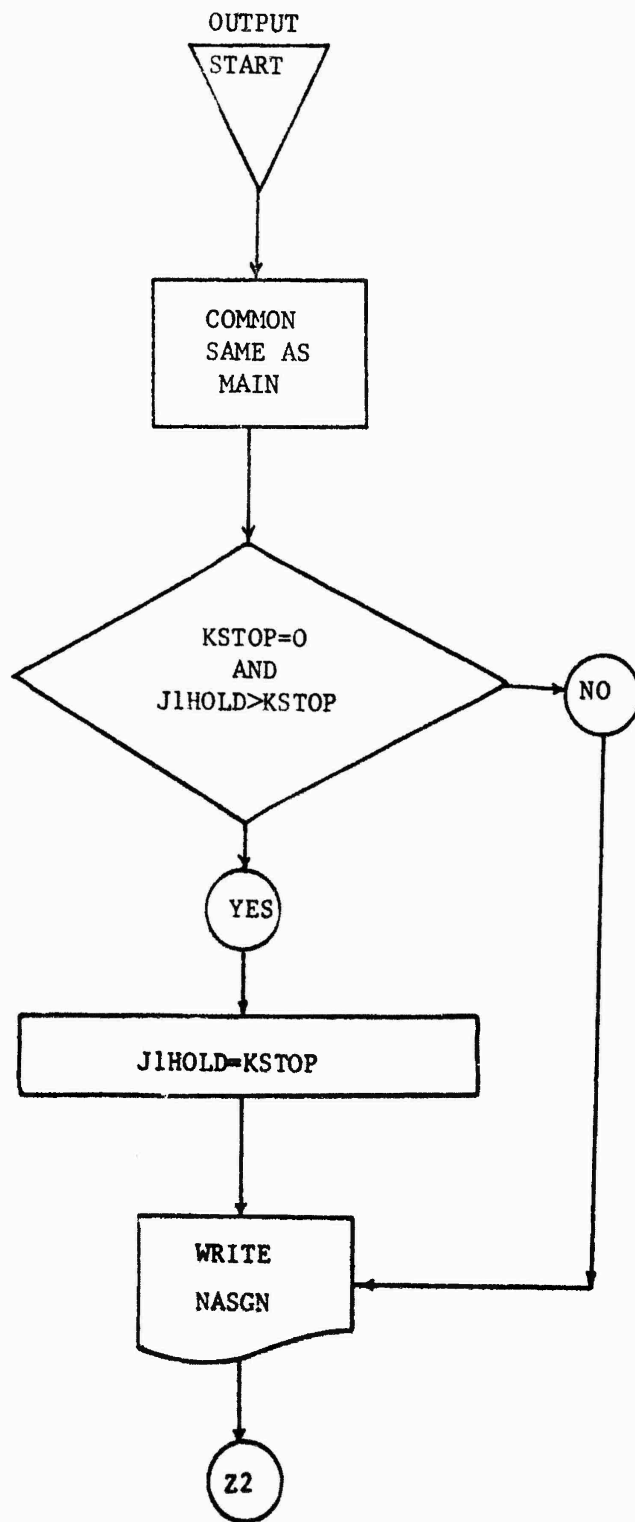 OUTPUT
START
COMMON
SAME AS
MAIN
KSTOP=0
AND
J1HOLD>KSTOP
NO
YES
J1HOLD=KSTOP
WRITE
NASGN
Z2